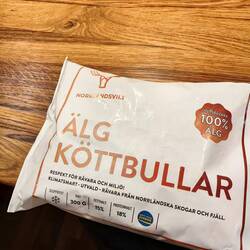 NORRLANDSVILT
100%
ÄLG
ÄLG
KÖTTBULLAR
RESPEKT FÖR RÅVARA OCH MILJÖ!
KLIMATSMART - UTVALD - RÅVARA FRÅN NORRLÄNDSKA SKOGAR OCH FJÄLL.
300 G
15%
18%